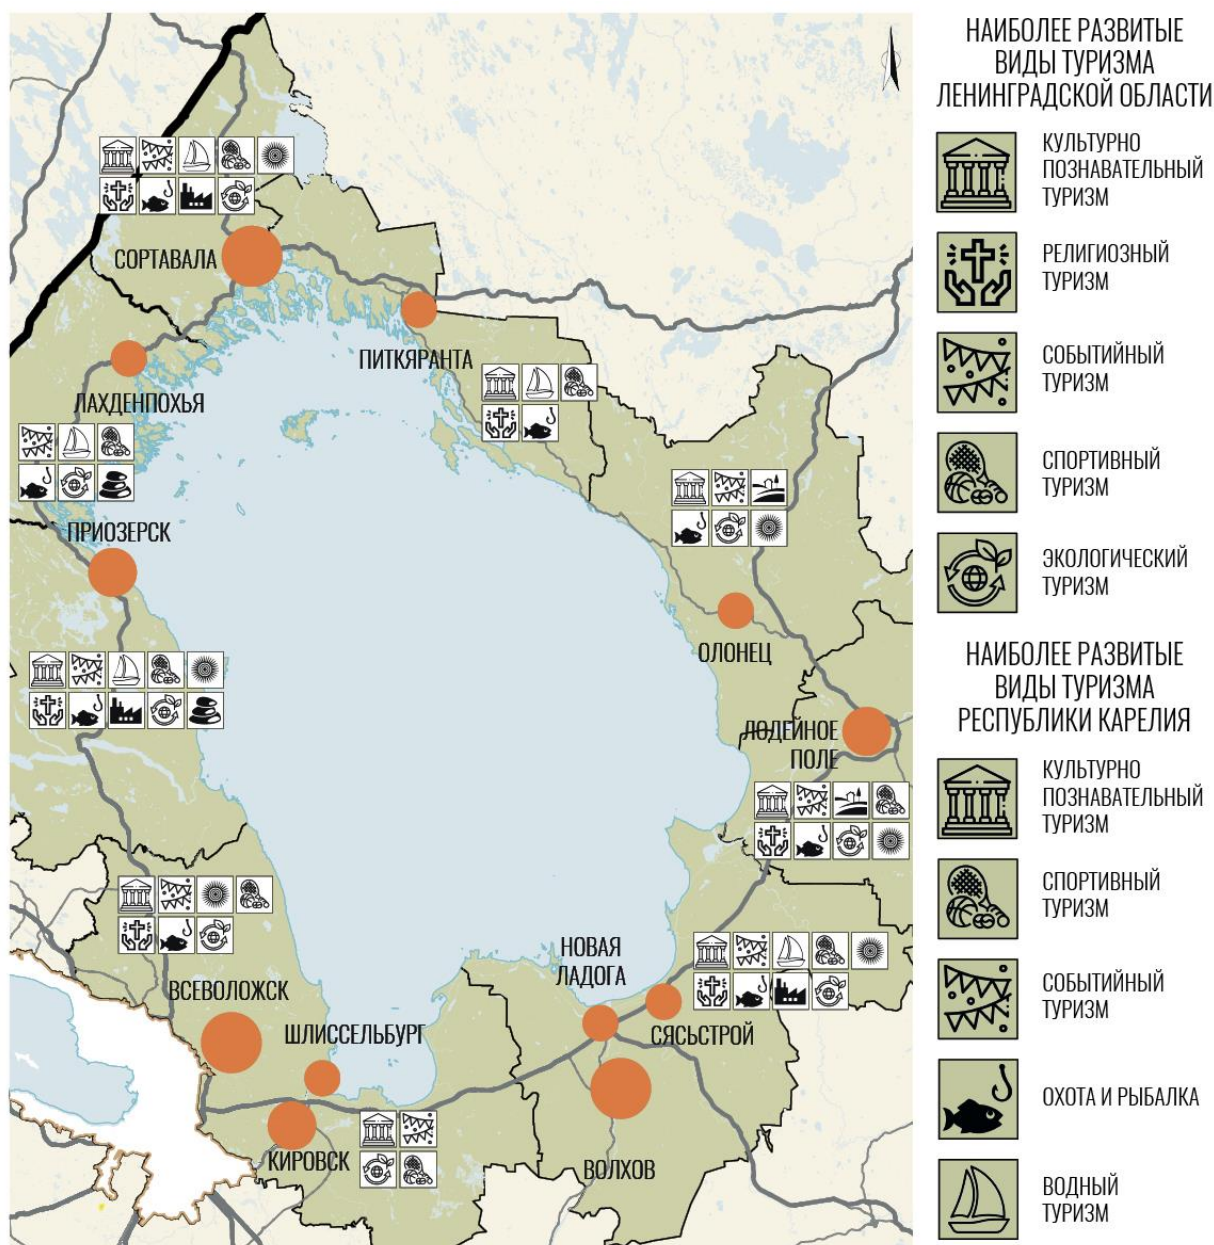 НАИБОЛЕЕ РАЗВИТЫЕ
ВИДЫ ТУРИЗМА
ЛЕНИНГРАДСКОЙ ОБЛАСТИ
КУЛЬТУРНО
ПОЗНАВАТЕЛЬНЫЙ
ТУРИЗМ
РЕЛИГИОЗНЫЙ
ТУРИЗМ
СОБЫТИЙНЫЙ
ТУРИЗМ
СПОРТИВНЫЙ
ТУРИЗМ
ЭКОЛОГИЧЕСКИЙ
ТУРИЗМ
НАИБОЛЕЕ РАЗВИТЫЕ
ВИДЫ ТУРИЗМА
РЕСПУБЛИКИ КАРЕЛИЯ
КУЛЬТУРНО
ПОЗНАВАТЕЛЬНЫЙ
ТУРИЗМ
СПОРТИВНЫЙ
ТУРИЗМ
СОБЫТИЙНЫЙ
ТУРИЗМ
ОХОТА И РЫБАЛКА
ВОДНЫЙ
ТУРИЗМ
СОРТАВАЛА
ПИТКЯРАНТА
ЛАХДЕНПОХЬЯ
ПРИОЗЕРСК
ОЛОНЕЦ
ЛОДЕЙНОЕ
ПОЛЕ
НОВАЯ
ЛАДОГА
ВСЕВОЛОЖСК
ШЛИССЕЛЬБУРГ
СЯСЬСТРОЙ
КИРОВСК
ВОЛХОВ